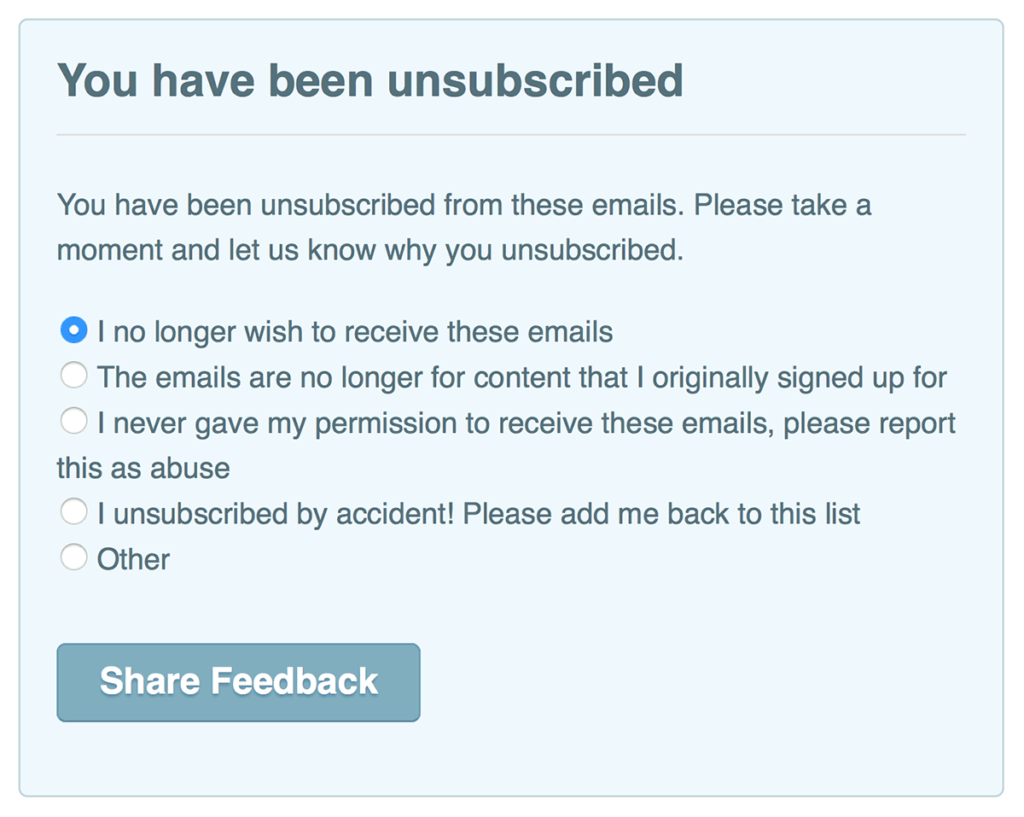 You have been unsubscribed
You have been unsubscribed from these emails. Please take a
moment and let us know why you unsubscribed.
I no longer wish to receive these emails
The emails are no longer for content that I originally signed up for
I never gave my permission to receive these emails, please report
this as abuse
I unsubscribed by accident! Please add me back to this list
Other
Share Feedback